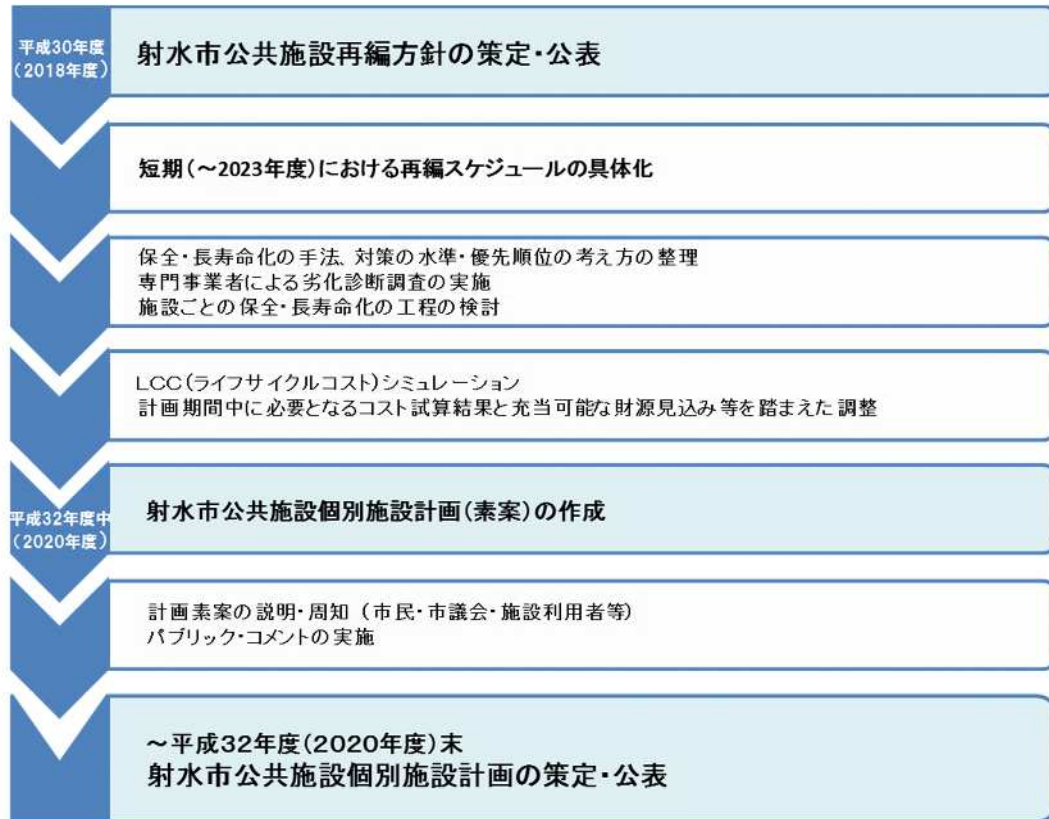 平成30年度
(2018年度)
射水市公共施設再編方針の策定・公表
短期(～2023年度)における再編スケジュールの具体化
保全・長寿命化の手法、対策の水準・優先順位の考え方の整理
専門事業者による劣化診断調査の実施
施設ごとの保全・長寿命化の工程の検討
LCC(ライフサイクルコスト)シミュレーション
計画期間中に必要となるコスト試算結果と充当可能な財源見込み等を踏まえた調整
平成32年度中
(2020年度)
射水市公共施設個別施設計画(素案)の作成
計画素案の説明・周知 (市民・市議会・施設利用者等)
パブリック・コメントの実施
～平成32年度(2020年度)末
射水市公共施設個別施設計画の策定・公表